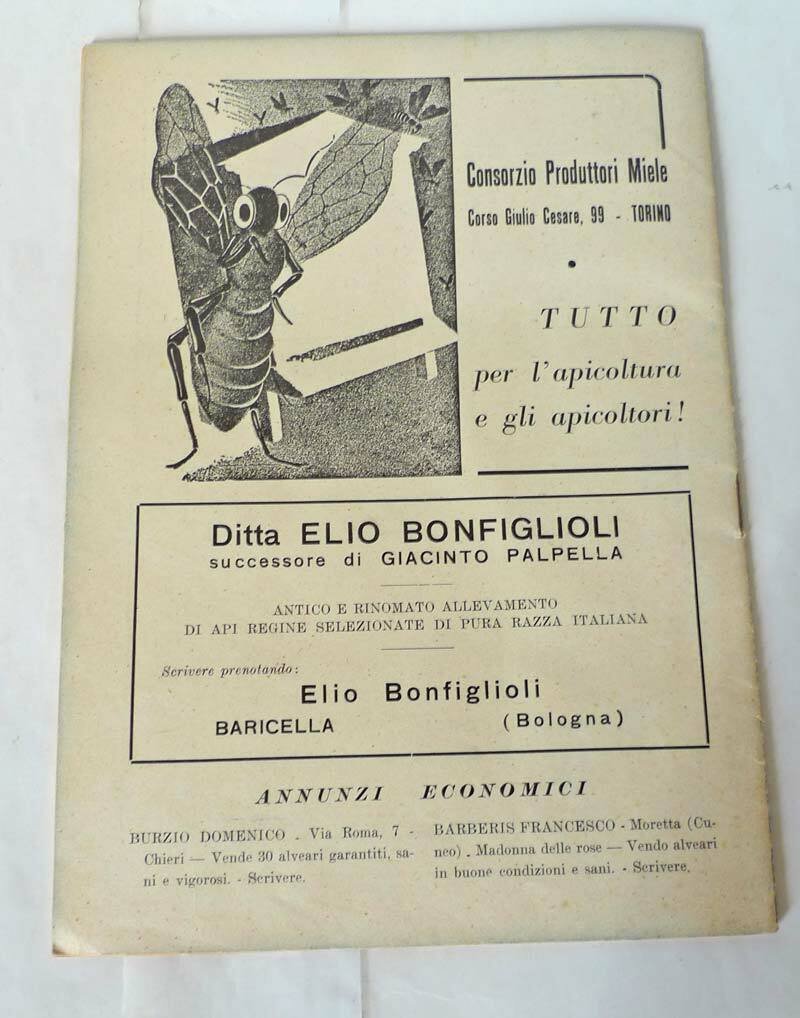 Consorzio Produttori Miele
Corso Giulio Cesare, 99 - TORINO
•
TUTTO
per l'apicoltura
e gli apicoltori!
Ditta ELIO BONFIGLIOLI
successore di GIACINTO PALPELLA
ANTICO E RINOMATO ALLEVAMENTO
DI API REGINE SELEZIONATE DI PURA RAZZA ITALIANA
Scrivere prenotando:
Elio Bonfiglioli
BARICELLA (Bologna)
ANNUNZI ECONOMICI
BURZIO DOMENICO . Via Roma, 7 -
Chieri — Vende 30 alveari garantiti, sa-
ni e vigorosi. - Scrivere.
BARBERIS FRANCESCO - Moretta (Cu-
neo) . Madonna delle rose — Vendo alveari
in buone condizioni e sani. - Scrivere.